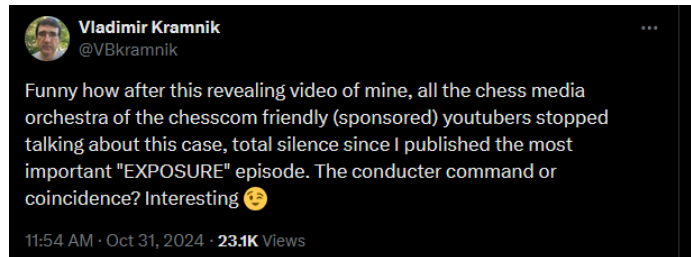 Vladimir Kramnik
@VBkramnik
Funny how after this revealing video of mine, all the chess media
orchestra of the chesscom friendly (sponsored) youtubers stopped
talking about this case, total silence since I published the most
important "EXPOSURE" episode. The conducter command or
coincidence? Interesting 😉
11:54 AM · Oct 31, 2024 · 23.1K Views